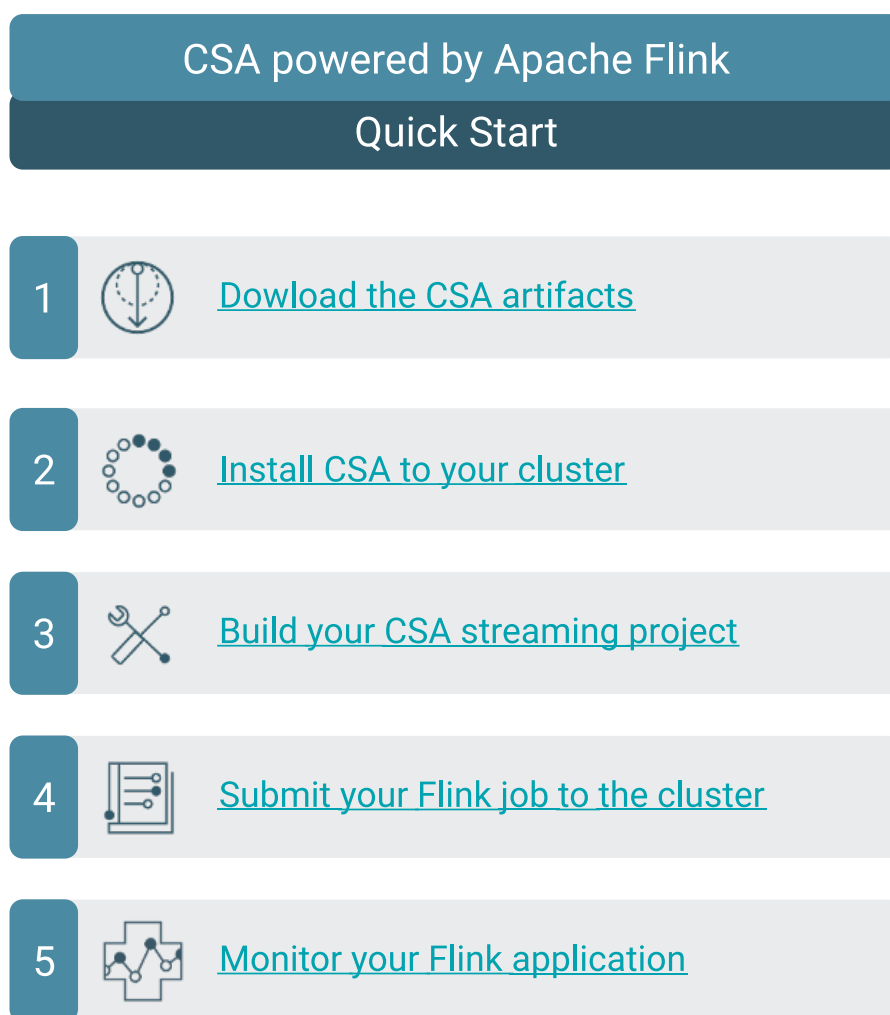 CSA powered by Apache Flink
Quick Start
1 Dowload the CSA artifacts
2 Install CSA to your cluster
3 Build your CSA streaming project
4 Submit your Flink job to the cluster
5 Monitor your Flink application